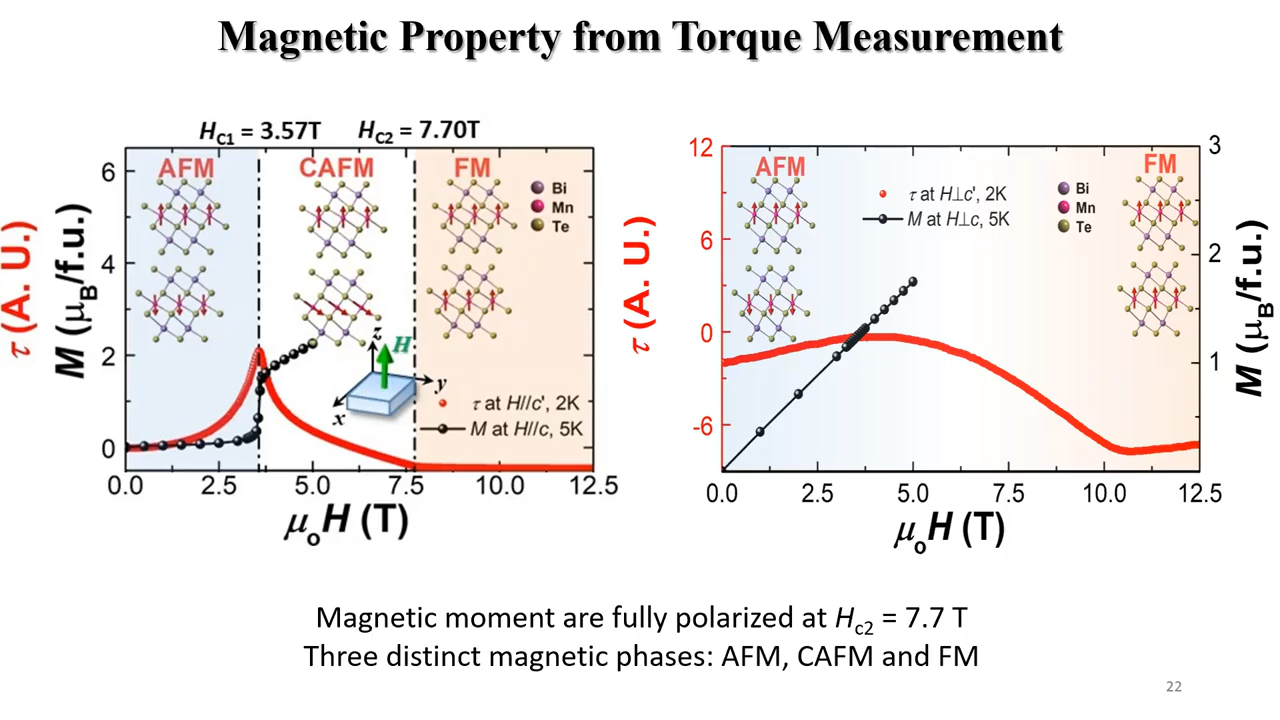 Magnetic Property from Torque Measurement
HC1 = 3.57T HC2 = 7.70T
AFM CAFM FM
Bi
Mn
Te
z
H
y
x
τ at H//c', 2K
M at H//c, 5K
6
4
2
0
0.0 2.5 5.0 7.5 10.0 12.5
τ (A. U.)
M (μB/f.u.)
μoH (T)
AFM FM
τ at H⊥c', 2K
M at H⊥c, 5K
Bi
Mn
Te
12
6
0
-6
3
2
1
0.0 2.5 5.0 7.5 10.0 12.5
τ (A. U.)
M (μB/f.u.)
μoH (T)
Magnetic moment are fully polarized at Hc2 = 7.7 T
Three distinct magnetic phases: AFM, CAFM and FM
22